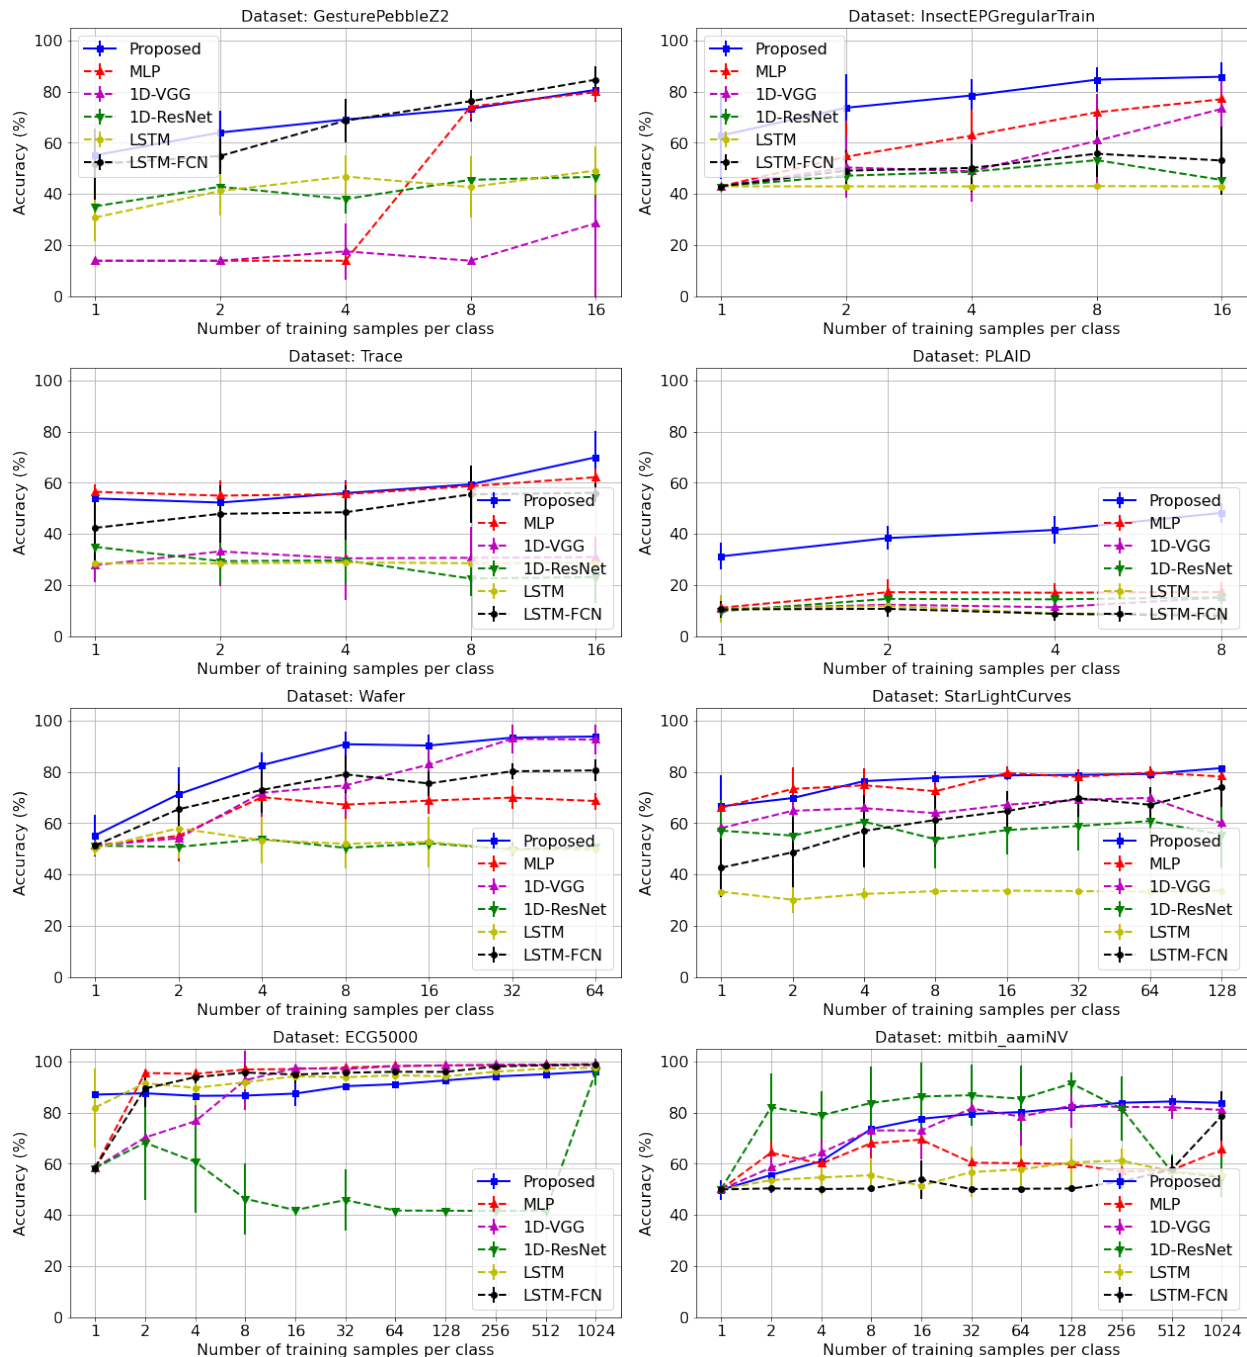 Dataset: GesturePebbleZ2
Accuracy (%)
100
80
60
40
20
0
Proposed
MLP
1D-VGG
1D-ResNet
LSTM
LSTM-FCN
1 2 4 8 16
Number of training samples per class
Dataset: InsectEPGregularTrain
Accuracy (%)
100
80
60
40
20
0
Proposed
MLP
1D-VGG
1D-ResNet
LSTM
LSTM-FCN
1 2 4 8 16
Number of training samples per class
Dataset: Trace
Accuracy (%)
100
80
60
40
20
0
Proposed
MLP
1D-VGG
1D-ResNet
LSTM
LSTM-FCN
1 2 4 8 16
Number of training samples per class
Dataset: PLAID
Accuracy (%)
100
80
60
40
20
0
Proposed
MLP
1D-VGG
1D-ResNet
LSTM
LSTM-FCN
1 2 4 8
Number of training samples per class
Dataset: Wafer
Accuracy (%)
100
80
60
40
20
0
Proposed
MLP
1D-VGG
1D-ResNet
LSTM
LSTM-FCN
1 2 4 8 16 32 64
Number of training samples per class
Dataset: StarLightCurves
Accuracy (%)
100
80
60
40
20
0
Proposed
MLP
1D-VGG
1D-ResNet
LSTM
LSTM-FCN
1 2 4 8 16 32 64 128
Number of training samples per class
Dataset: ECG5000
Accuracy (%)
100
80
60
40
20
0
Proposed
MLP
1D-VGG
1D-ResNet
LSTM
LSTM-FCN
1 2 4 8 16 32 64 128 256 512 1024
Number of training samples per class
Dataset: mitbih_aamiNV
Accuracy (%)
100
80
60
40
20
0
Proposed
MLP
1D-VGG
1D-ResNet
LSTM
LSTM-FCN
1 2 4 8 16 32 64 128 256 512 1024
Number of training samples per class